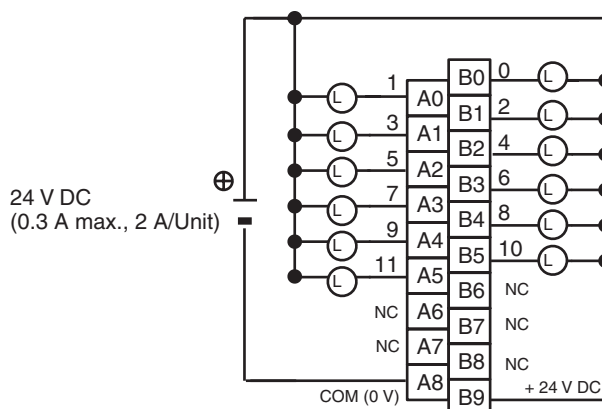 B0 0 L
1 L A0
B1 2 L
3 L A1
B2 4 L
5 L A2
B3 6 L
24 V DC
(0.3 A max., 2 A/Unit)
7 L A3
B4 8 L
9 L A4
B5 10 L
11 L A5
B6 NC
NC A6
B7 NC
NC A7
B8 NC
COM (0 V) A8
B9 + 24 V DC